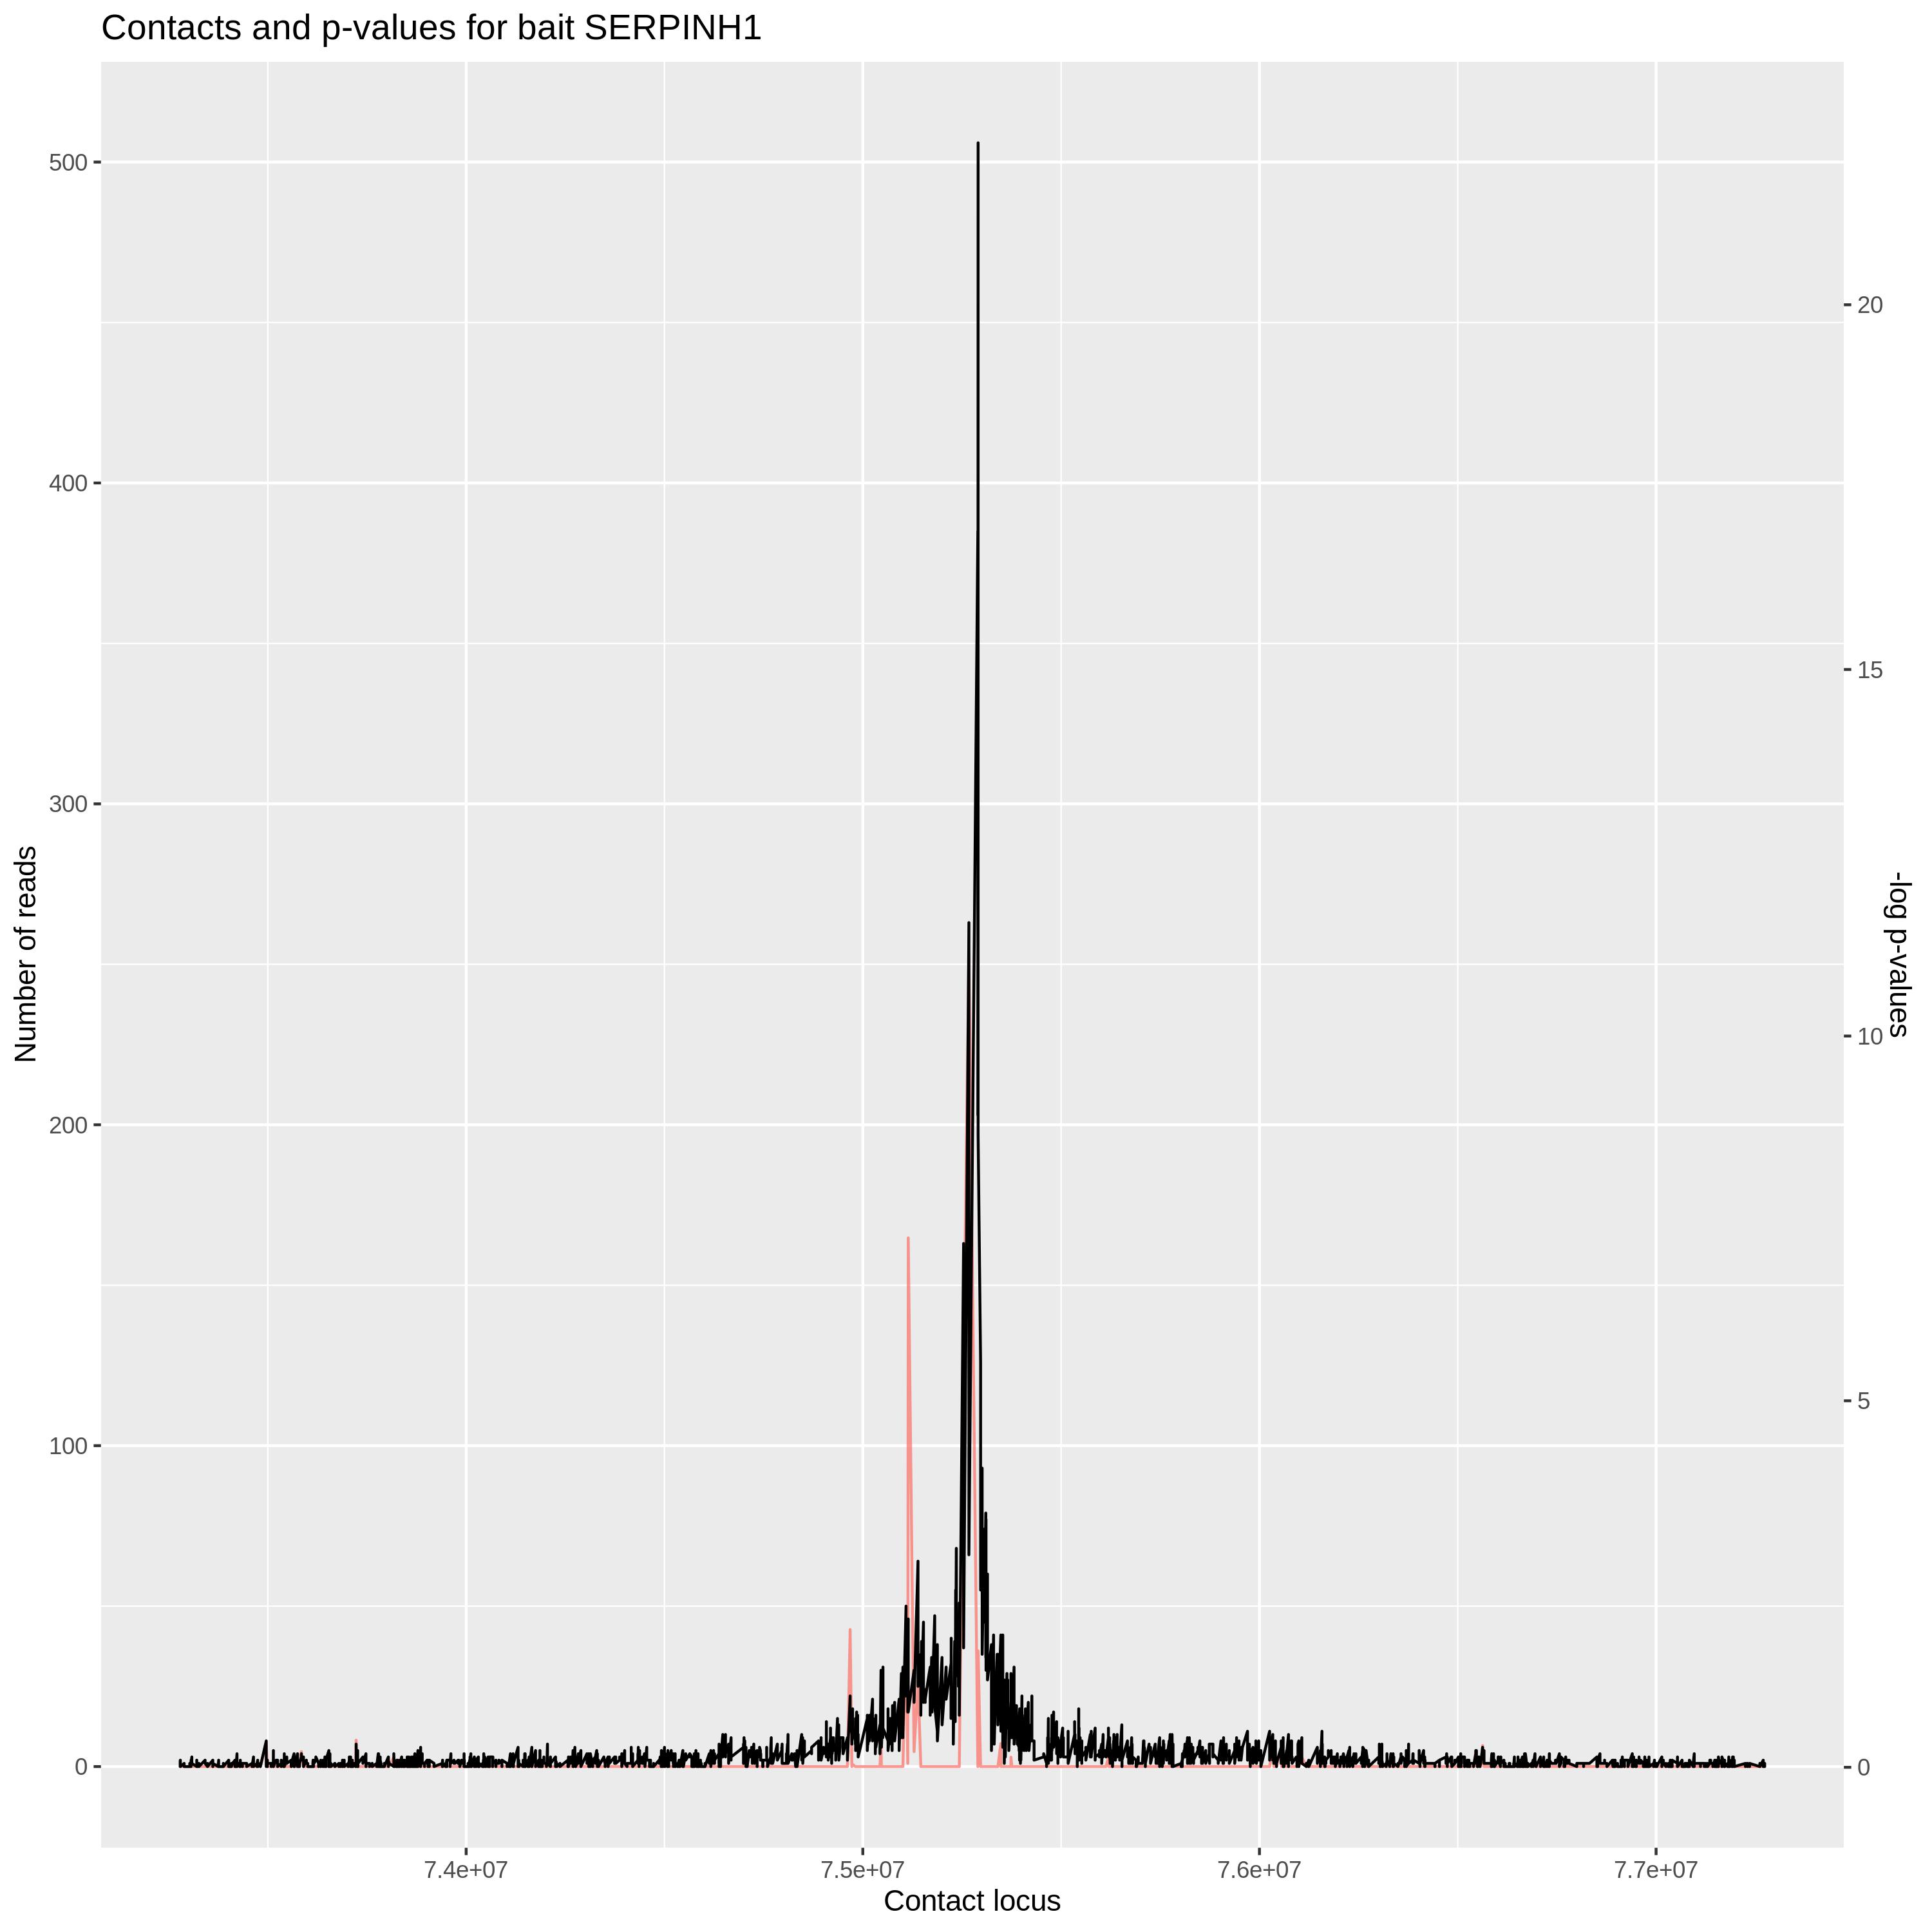 Contacts and p-values for bait SERPINH1
500
400
300
200
100
0
Number of reads
20
15
10
5
0
-log p-values
7.4e+07 7.5e+07 7.6e+07 7.7e+07
Contact locus